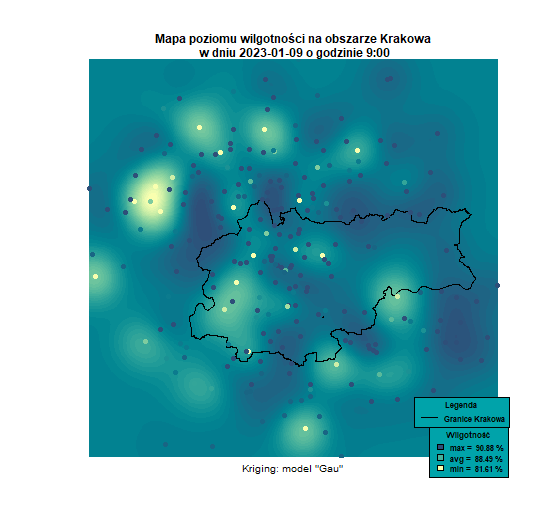 Mapa poziomu wilgotności na obszarze Krakowa
w dniu 2023-01-09 o godzinie 9:00
Legenda
Granice Krakowa
Wilgotność
max = 90.88 %
avg = 88.49 %
min = 81.61 %
Kriging: model "Gau"